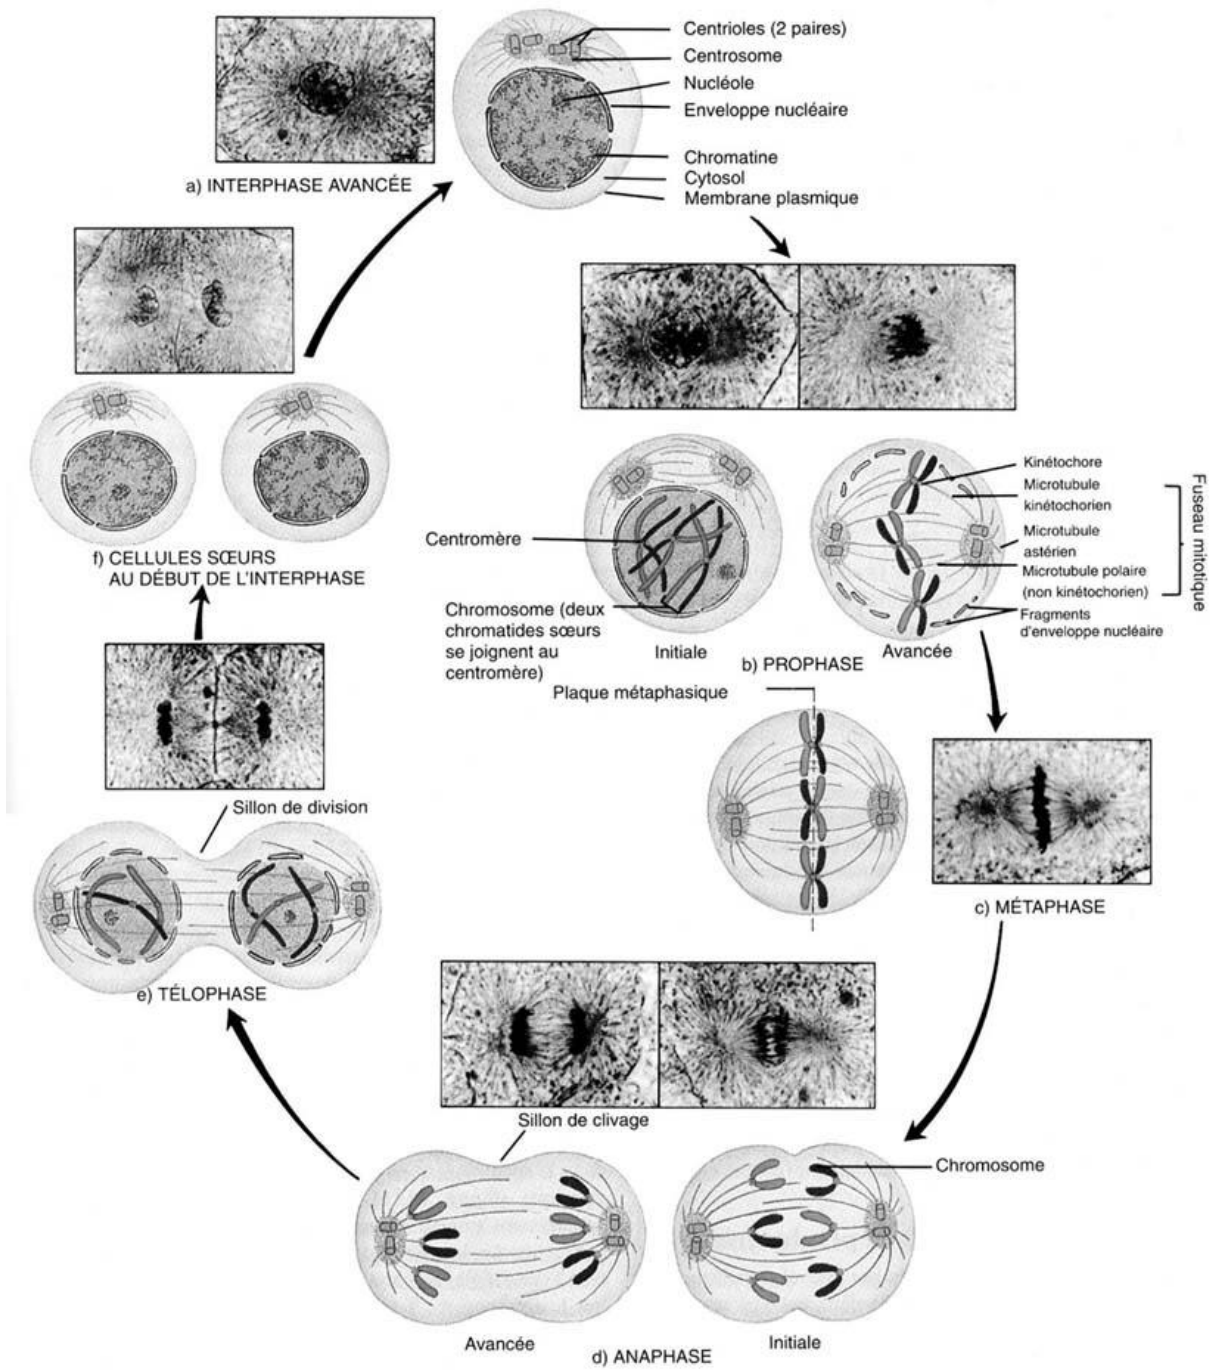 Centrioles (2 paires)
Centrosome
Nucléole
Enveloppe nucléaire
Chromatine
Cytosol
Membrane plasmique
a) INTERPHASE AVANCÉE
Kinétochore
Microtubule
kinétochorien
Microtubule
astérien
Microtubule polaire
(non kinétochorien)
Fuseau mitotique
Fragments
d'enveloppe nucléaire
Centromère
Chromosome (deux
chromatides sœurs
se joignent au
centromère)
Initiale
Avancée
b) PROPHASE
Plaque métaphasique
c) MÉTAPHASE
Chromosome
Initiale
Sillon de clivage
Avancée
d) ANAPHASE
Sillon de division
e) TÉLOPHASE
f) CELLULES SŒURS
AU DÉBUT DE L'INTERPHASE